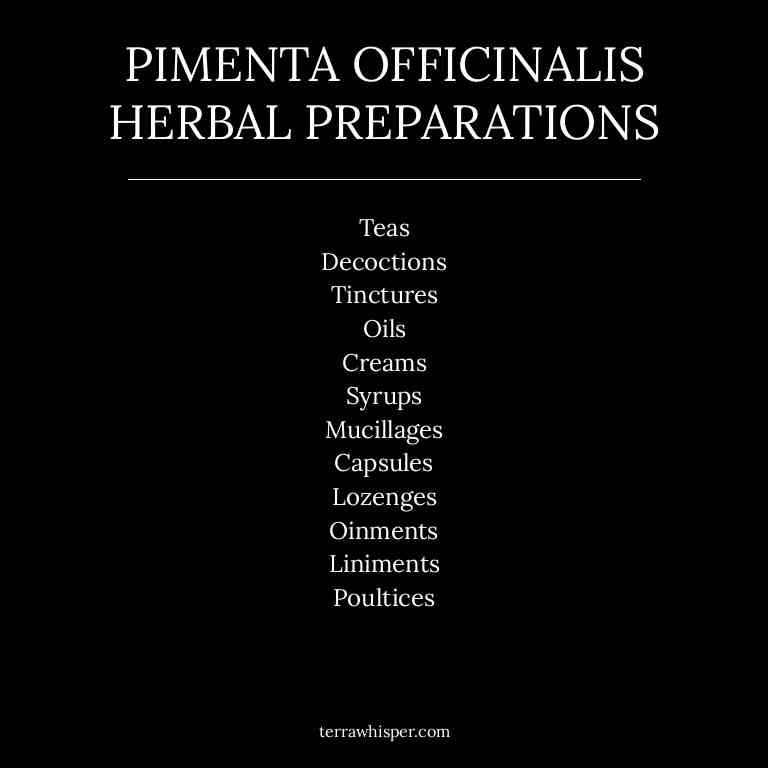 PIMENTA OFFICINALIS
HERBAL PREPARATIONS
Teas
Decoctions
Tinctures
Oils
Creams
Syrups
Mucillages
Capsules
Lozenges
Oinments
Liniments
Poultices
terrawhisper.com